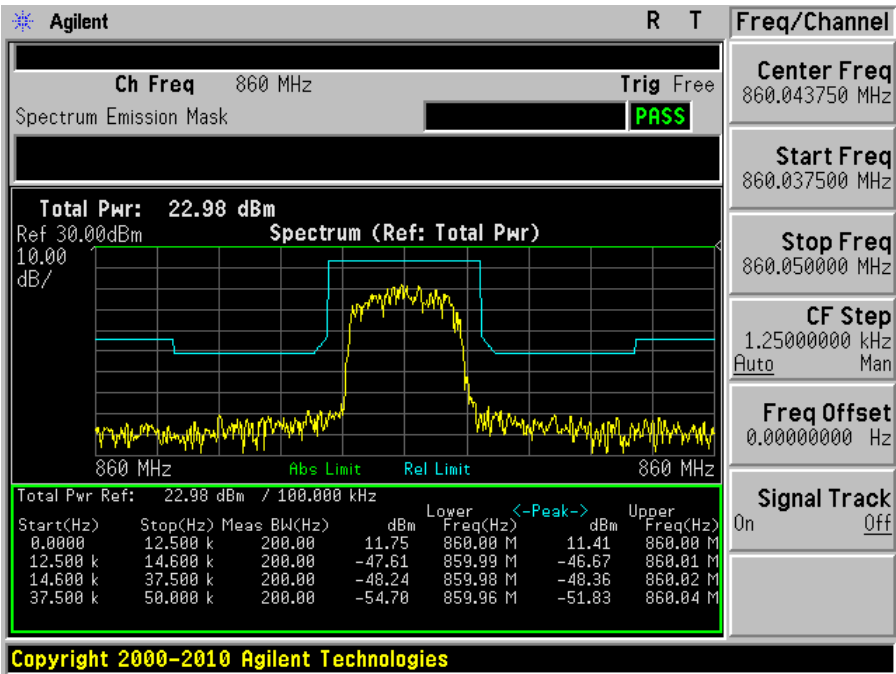 Agilent R T Freq/Channel
Ch Freq 860 MHz Trig Free
Spectrum Emission Mask PASS
Center Freq
860.043750 MHz
Start Freq
860.037500 MHz
Stop Freq
860.050000 MHz
CF Step
1.25000000 kHz
Auto Man
Freq Offset
0.00000000 Hz
Signal Track
On Off
Total Pwr: 22.98 dBm
Ref 30.00dBm Spectrum (Ref: Total Pwr)
10.00
dB/
860 MHz Abs Limit Rel Limit 860 MHz
Total Pwr Ref: 22.98 dBm / 100.000 kHz
Lower <-Peak-> Upper
Start(Hz) Stop(Hz) Meas BW(Hz) dBm Freq(Hz) dBm Freq(Hz)
0.0000 12.500 k 200.00 11.75 860.00 M 11.41 860.00 M
12.500 k 14.600 k 200.00 -47.61 859.99 M -46.67 860.01 M
14.600 k 37.500 k 200.00 -48.24 859.98 M -48.36 860.02 M
37.500 k 50.000 k 200.00 -54.70 859.96 M -51.83 860.04 M
Copyright 2000-2010 Agilent Technologies